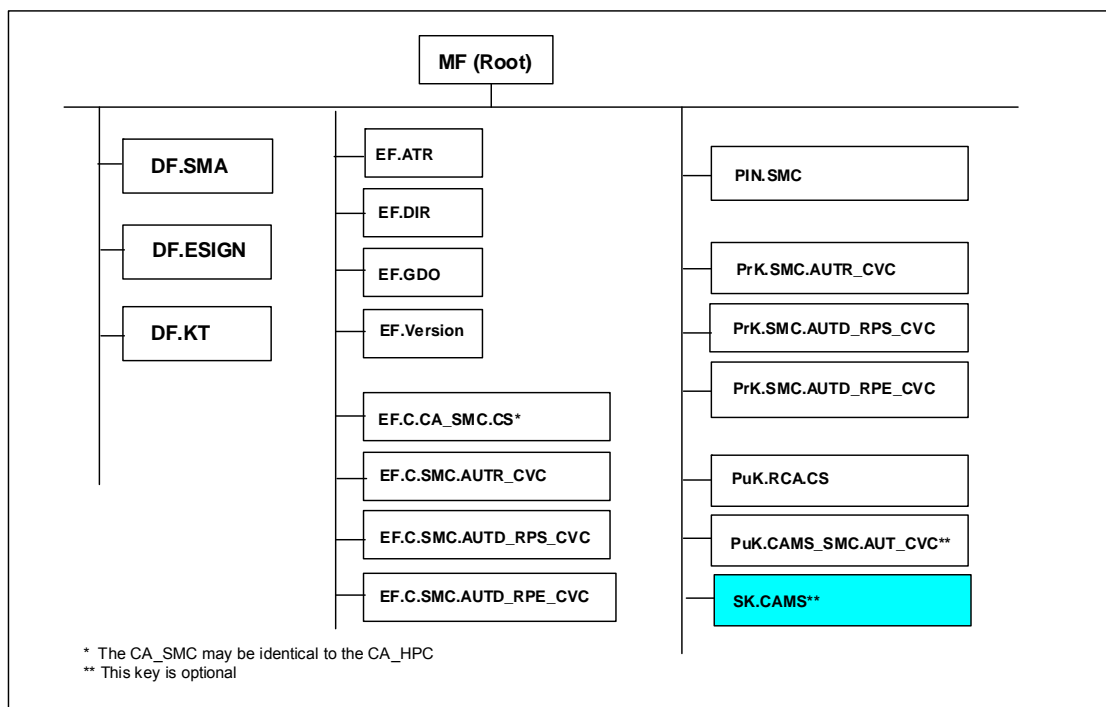 MF (Root)
DF.SMA
DF.ESIGN
DF.KT
EF.ATR
EF.DIR
EF.GDO
EF.Version
EF.C.CA_SMC.CS*
EF.C.SMC.AUTR_CVC
EF.C.SMC.AUTD_RPS_CVC
EF.C.SMC.AUTD_RPE_CVC
PIN.SMC
PrK.SMC.AUTR_CVC
PrK.SMC.AUTD_RPS_CVC
PrK.SMC.AUTD_RPE_CVC
PuK.RCA.CS
PuK.CAMS_SMC.AUT_CVC**
SK.CAMS**
* The CA_SMC may be identical to the CA_HPC
** This key is optional